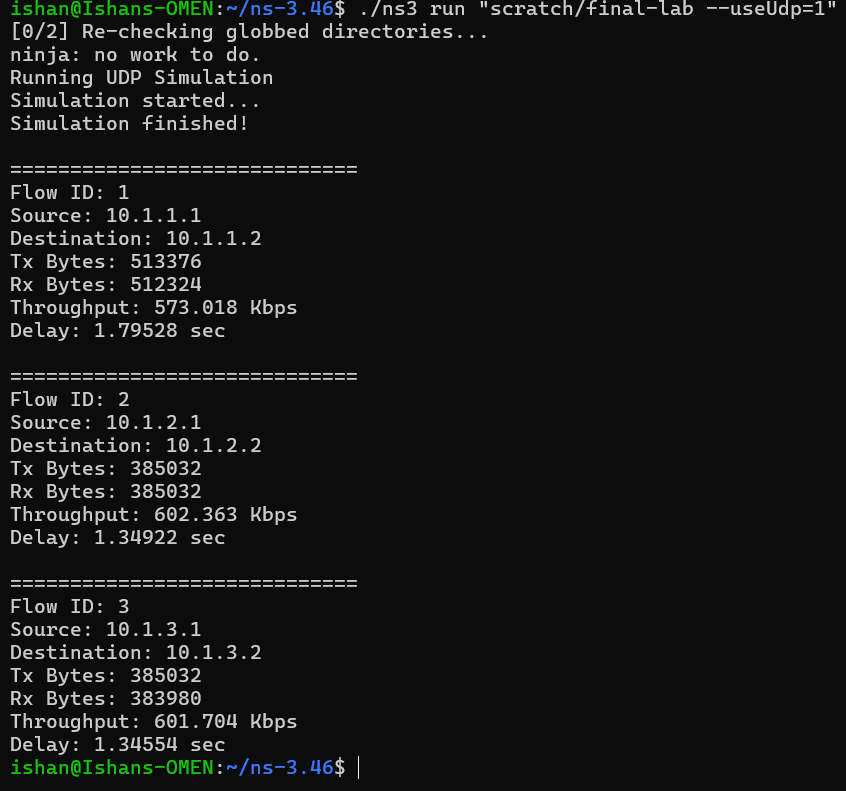 ishan@Ishans-OMEN:~/ns-3.46$ ./ns3 run "scratch/final-lab --useUdp=1"
[0/2] Re-checking globbed directories...
ninja: no work to do.
Running UDP Simulation
Simulation started...
Simulation finished!

=============================
Flow ID: 1
Source: 10.1.1.1
Destination: 10.1.1.2
Tx Bytes: 513376
Rx Bytes: 512324
Throughput: 573.018 Kbps
Delay: 1.79528 sec

=============================
Flow ID: 2
Source: 10.1.2.1
Destination: 10.1.2.2
Tx Bytes: 385032
Rx Bytes: 385032
Throughput: 602.363 Kbps
Delay: 1.34922 sec

=============================
Flow ID: 3
Source: 10.1.3.1
Destination: 10.1.3.2
Tx Bytes: 385032
Rx Bytes: 383980
Throughput: 601.704 Kbps
Delay: 1.34554 sec
ishan@Ishans-OMEN:~/ns-3.46$